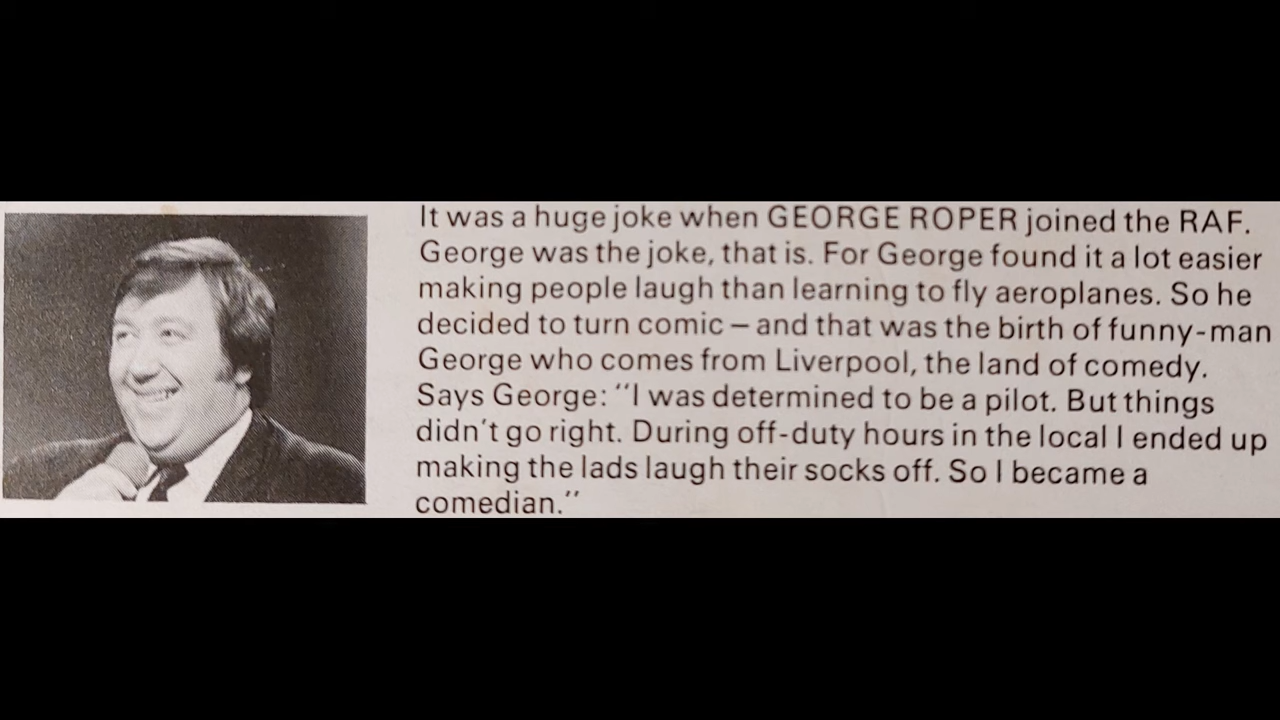 It was a huge joke when GEORGE ROPER joined the RAF.
George was the joke, that is. For George found it a lot easier
making people laugh than learning to fly aeroplanes. So he
decided to turn comic – and that was the birth of funny-man
George who comes from Liverpool, the land of comedy.
Says George: “I was determined to be a pilot. But things
didn't go right. During off-duty hours in the local I ended up
making the lads laugh their socks off. So I became a
comedian.”